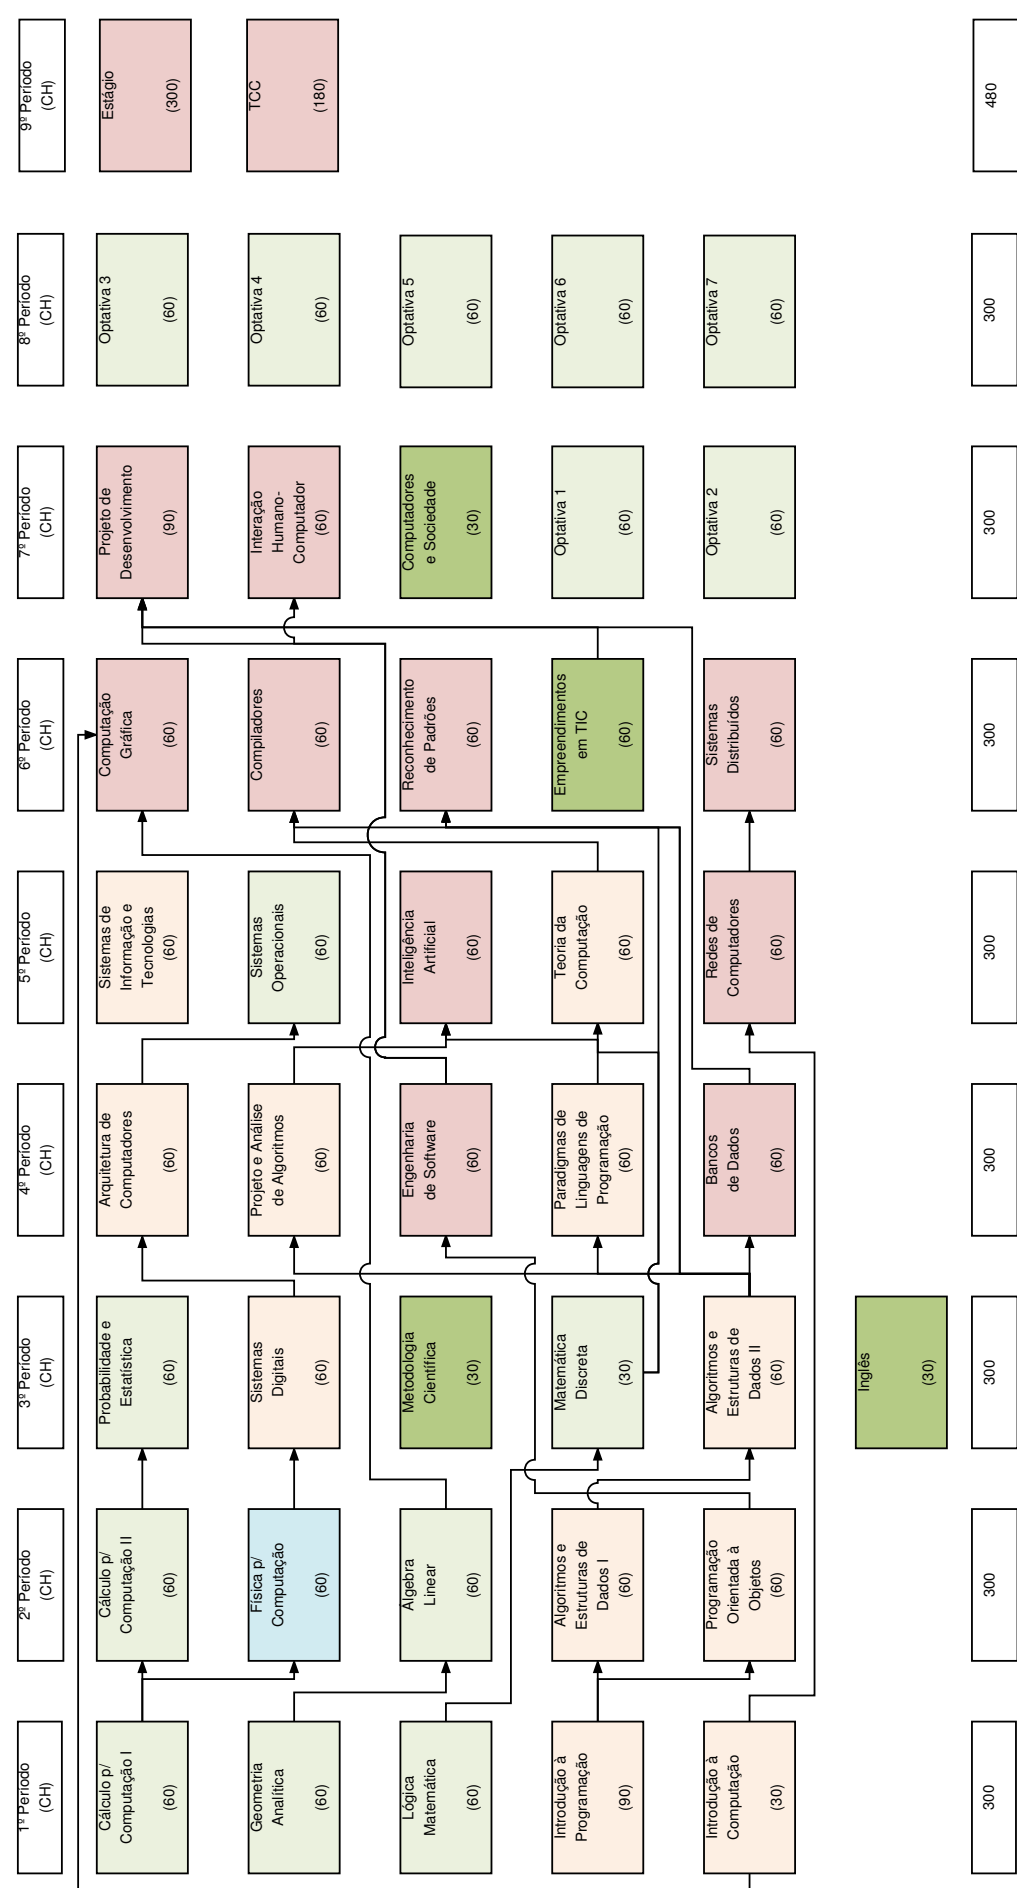 1º Período
(CH)
Cálculo p/
Computação I
(60)
Geometria
Analítica
(60)
Lógica
Matemática
(60)
Introdução à
Programação
(90)
Introdução à
Computação
(30)
300
2º Período
(CH)
Cálculo p/
Computação II
(60)
Física p/
Computação
(60)
Álgebra
Linear
(60)
Algoritmos e
Estruturas de
Dados I
(60)
Programação
Orientada à
Objetos
(60)
300
3º Período
(CH)
Probabilidade e
Estatística
(60)
Sistemas
Digitais
(60)
Metodologia
Científica
(30)
Matemática
Discreta
(30)
Algoritmos e
Estruturas de
Dados II
(60)
Inglês
(30)
300
4º Período
(CH)
Arquitetura de
Computadores
(60)
Projeto e Análise
de Algoritmos
(60)
Engenharia
de Software
(60)
Paradigmas de
Linguagens de
Programação
(60)
Bancos
de Dados
(60)
300
5º Período
(CH)
Sistemas de
Informação e
Tecnologias
(60)
Sistemas
Operacionais
(60)
Inteligência
Artificial
(60)
Teoria da
Computação
(60)
Redes de
Computadores
(60)
300
6º Período
(CH)
Computação
Gráfica
(60)
Compiladores
(60)
Reconhecimento
de Padrões
(60)
Empreendimentos
em TIC
(60)
Sistemas
Distribuídos
(60)
300
7º Período
(CH)
Projeto de
Desenvolvimento
(90)
Interação
Humano-
Computador
(60)
Computadores
e Sociedade
(30)
Optativa 1
(60)
Optativa 2
(60)
300
8º Período
(CH)
Optativa 3
(60)
Optativa 4
(60)
Optativa 5
(60)
Optativa 6
(60)
Optativa 7
(60)
300
9º Período
(CH)
Estágio
(300)
TCC
(180)
480